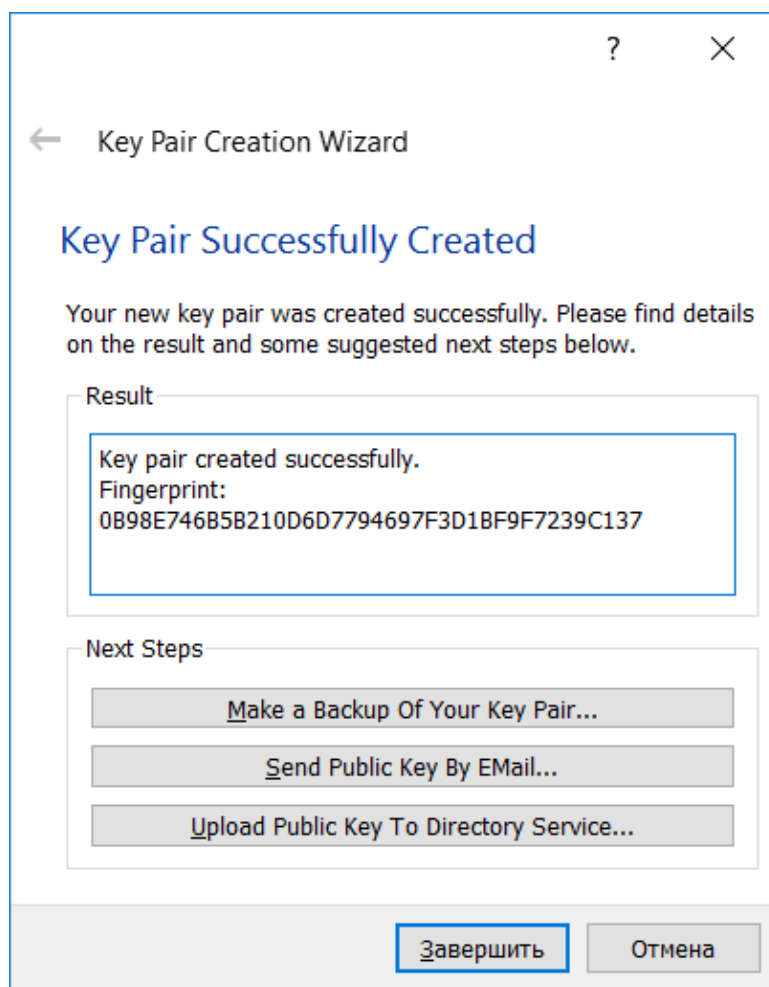 ?
Key Pair Creation Wizard
Key Pair Successfully Created
Your new key pair was created successfully. Please find details
on the result and some suggested next steps below.
Result
Key pair created successfully.
Fingerprint:
0B98E746B5B210D6D7794697F3D1BF9F7239C137
Next Steps
Make a Backup Of Your Key Pair...
Send Public Key By EMail...
Upload Public Key To Directory Service...
Завершить
Отмена